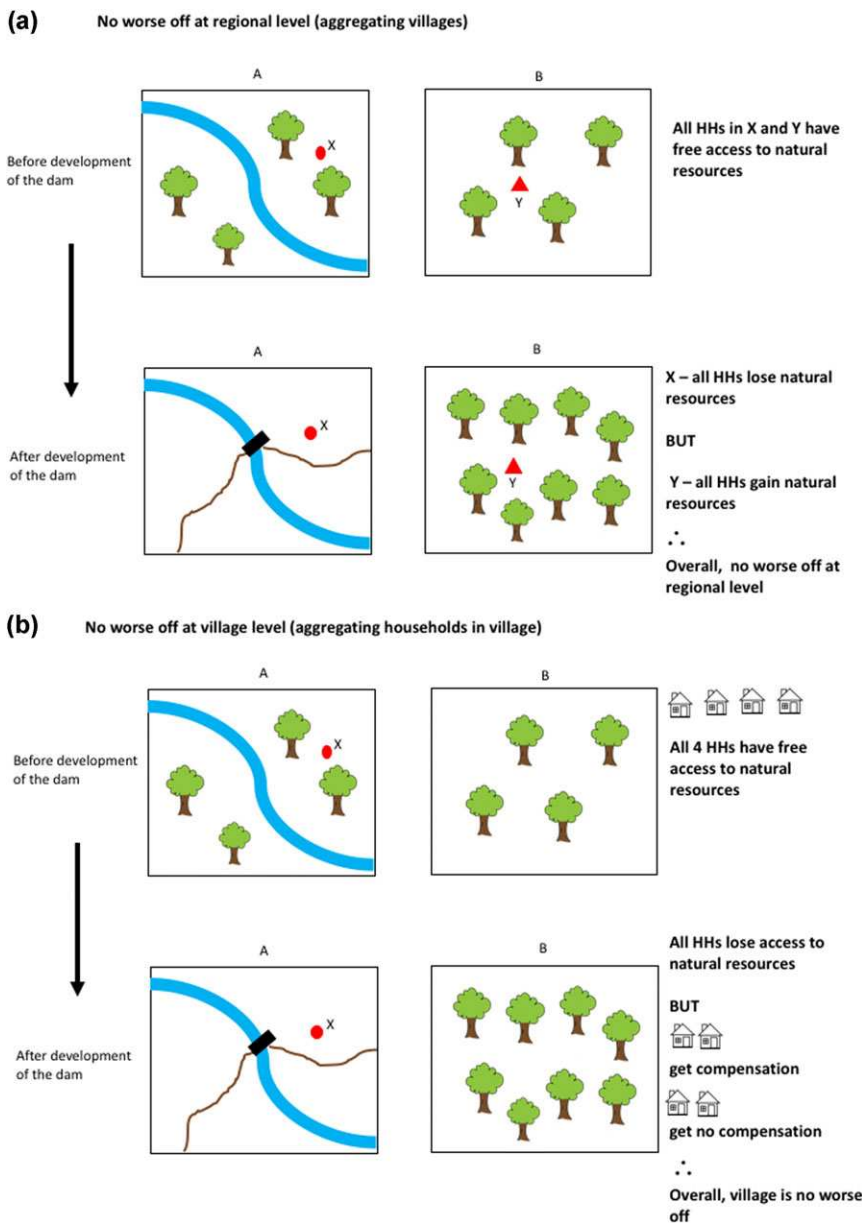 (a) No worse off at regional level (aggregating villages)
A
B
X
Y
Before development
of the dam
All HHs in X and Y have
free access to natural
resources
A
B
X
Y
After development
of the dam
X – all HHs lose natural
resources
BUT
Y – all HHs gain natural
resources
∴
Overall, no worse off at
regional level
(b) No worse off at village level (aggregating households in village)
A
B
X
Before development
of the dam
All 4 HHs have free
access to natural
resources
A
B
X
After development
of the dam
All HHs lose access to
natural resources
BUT
get compensation
get no compensation
∴
Overall, village is no worse
off